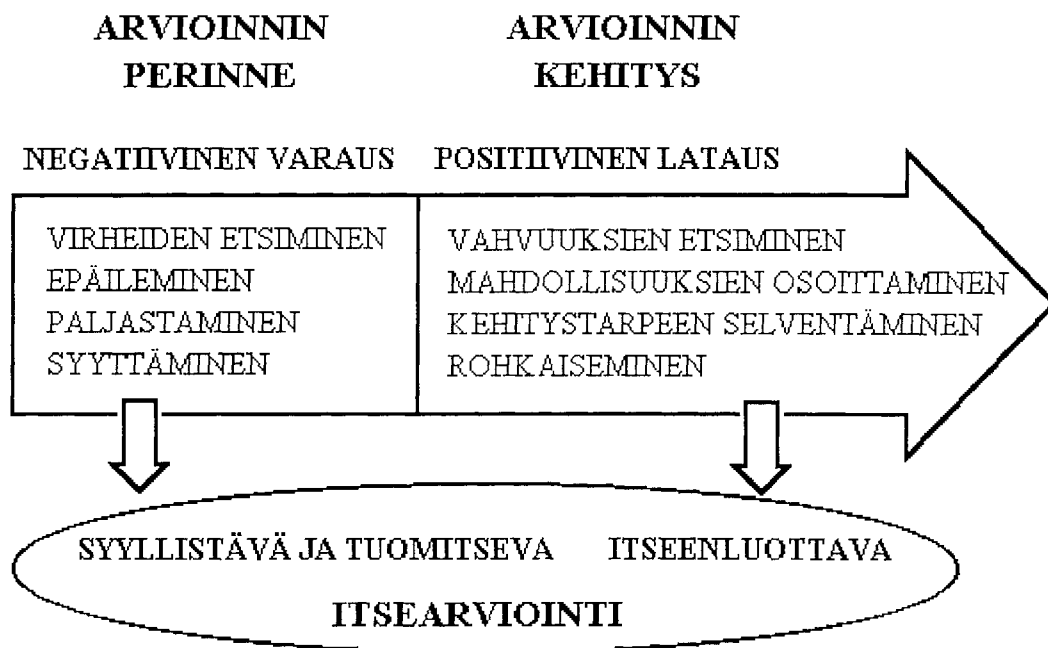 ARVIOINNIN
PERINNE
ARVIOINNIN
KEHITYS
NEGATIIVINEN VARAUS
POSITIIVINEN LATAUS
VIRHEIDEN ETSIMINEN
EPÄILEMINEN
PALJASTAMINEN
SYYTTÄMINEN
VAHVUUKSIEN ETSIMINEN
MAHDOLLISUUKSIEN OSOITTAMINEN
KEHITYSTARPEEN SELVENTÄMINEN
ROHKAISEMINEN
SYYLLISTÄVÄ JA TUOMITSEVA
ITSEENLUOTTAVA
ITSEARVIOINTI